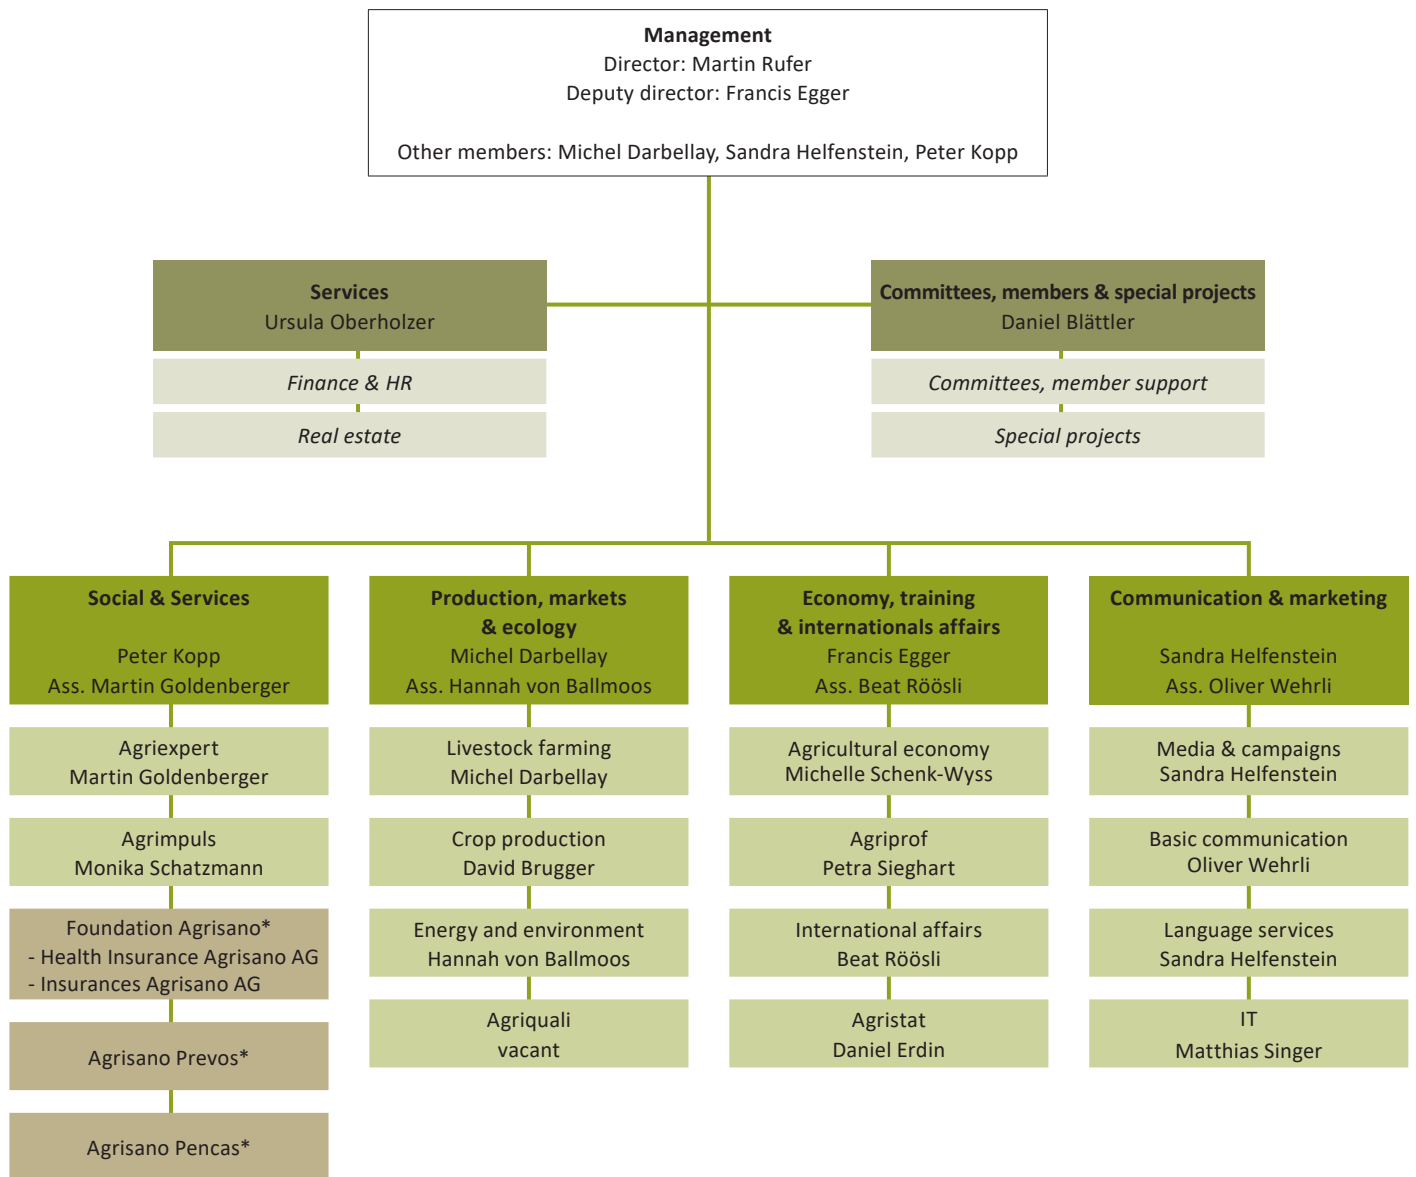 Management
Director: Martin Rufer
Deputy director: Francis Egger
Other members: Michel Darbellay, Sandra Helfenstein, Peter Kopp
Services
Ursula Oberholzer
Finance & HR
Real estate
Committees, members & special projects
Daniel Blättler
Committees, member support
Special projects
Social & Services
Peter Kopp
Ass. Martin Goldenberger
Agriexpert
Martin Goldenberger
Agrimpuls
Monika Schatzmann
Foundation Agrisano*
- Health Insurance Agrisano AG
- Insurances Agrisano AG
Agrisano Prevos*
Agrisano Pencas*
Production, markets
& ecology
Michel Darbellay
Ass. Hannah von Ballmoos
Livestock farming
Michel Darbellay
Crop production
David Brugger
Energy and environment
Hannah von Ballmoos
Agriquali
vacant
Economy, training
& internationals affairs
Francis Egger
Ass. Beat Röösli
Agricultural economy
Michelle Schenk-Wyss
Agriprof
Petra Sieghart
International affairs
Beat Röösli
Agristat
Daniel Erdin
Communication & marketing
Sandra Helfenstein
Ass. Oliver Wehrli
Media & campaigns
Sandra Helfenstein
Basic communication
Oliver Wehrli
Language services
Sandra Helfenstein
IT
Matthias Singer